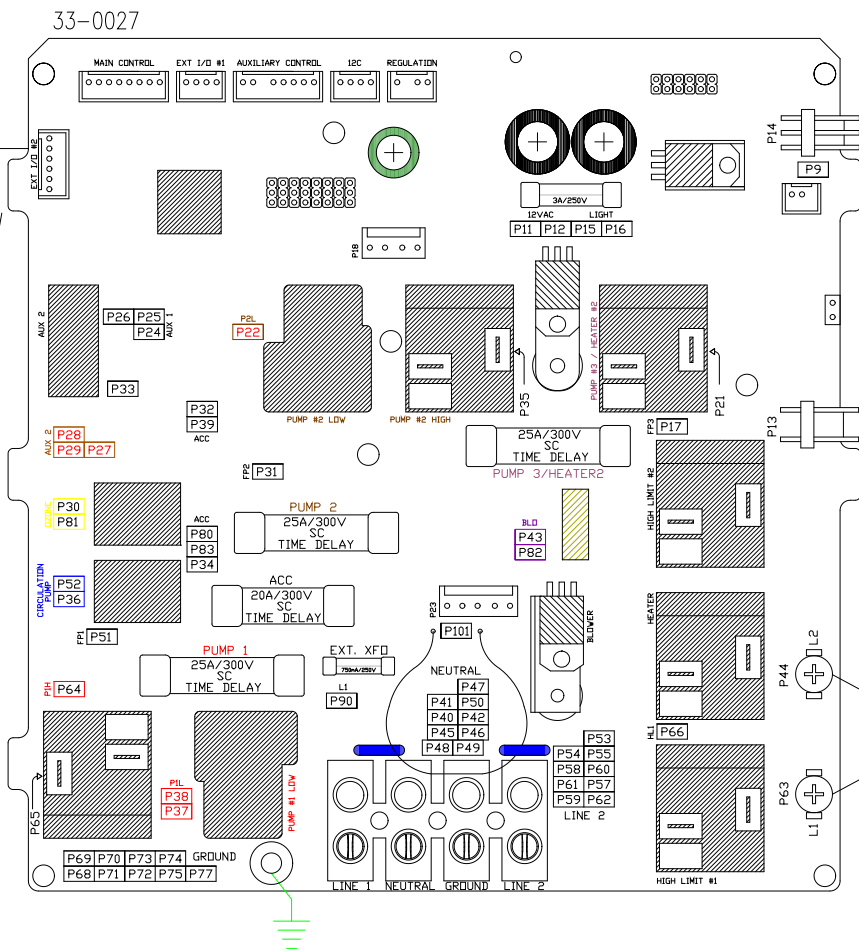 33-0027
MAIN CONTROL
EXT I/O #1
AUXILIARY CONTROL
12C
REGULATION
EXT I/O #2
P14
P9
3A/250V
12VAC
LIGHT
P11 P12 P15 P16
P18
AUX 2
P26 P25
P24
AUX 1
P2L
P22
P33
P32
P39
ACC
PUMP #2 LOW
PUMP #2 HIGH
P35
PUMP #3 / HEATER #2
P21
P13
FP3 P17
AUX 2
P28
P29 P27
25A/300V
SC
TIME DELAY
PUMP 3/HEATER2
FP2 P31
HIGH LIMIT #2
OZONE
P30
P81
PUMP 2
25A/300V
SC
TIME DELAY
ACC
P80
P83
P34
BLO
P43
P82
CIRCULATION
PUMP
P52
P36
ACC
20A/300V
SC
TIME DELAY
P23
P101
BLOWER
HEATER
FP1 P51
PUMP 1
25A/300V
SC
TIME DELAY
EXT. XFO
750mA/250V
L1
P90
NEUTRAL
P47
P41 P50
P40 P42
P45 P46
P48 P49
L2
P44
P1H P64
HL1 P66
P53
P54 P55
P58 P60
P61 P57
P59 P62
LINE 2
P65
P1L
P38
P37
PUMP #1 LOW
P63
L1
P69 P70 P73 P74 GROUND
P68 P71 P72 P75 P77
LINE 1 NEUTRAL GROUND LINE 2
HIGH LIMIT #1